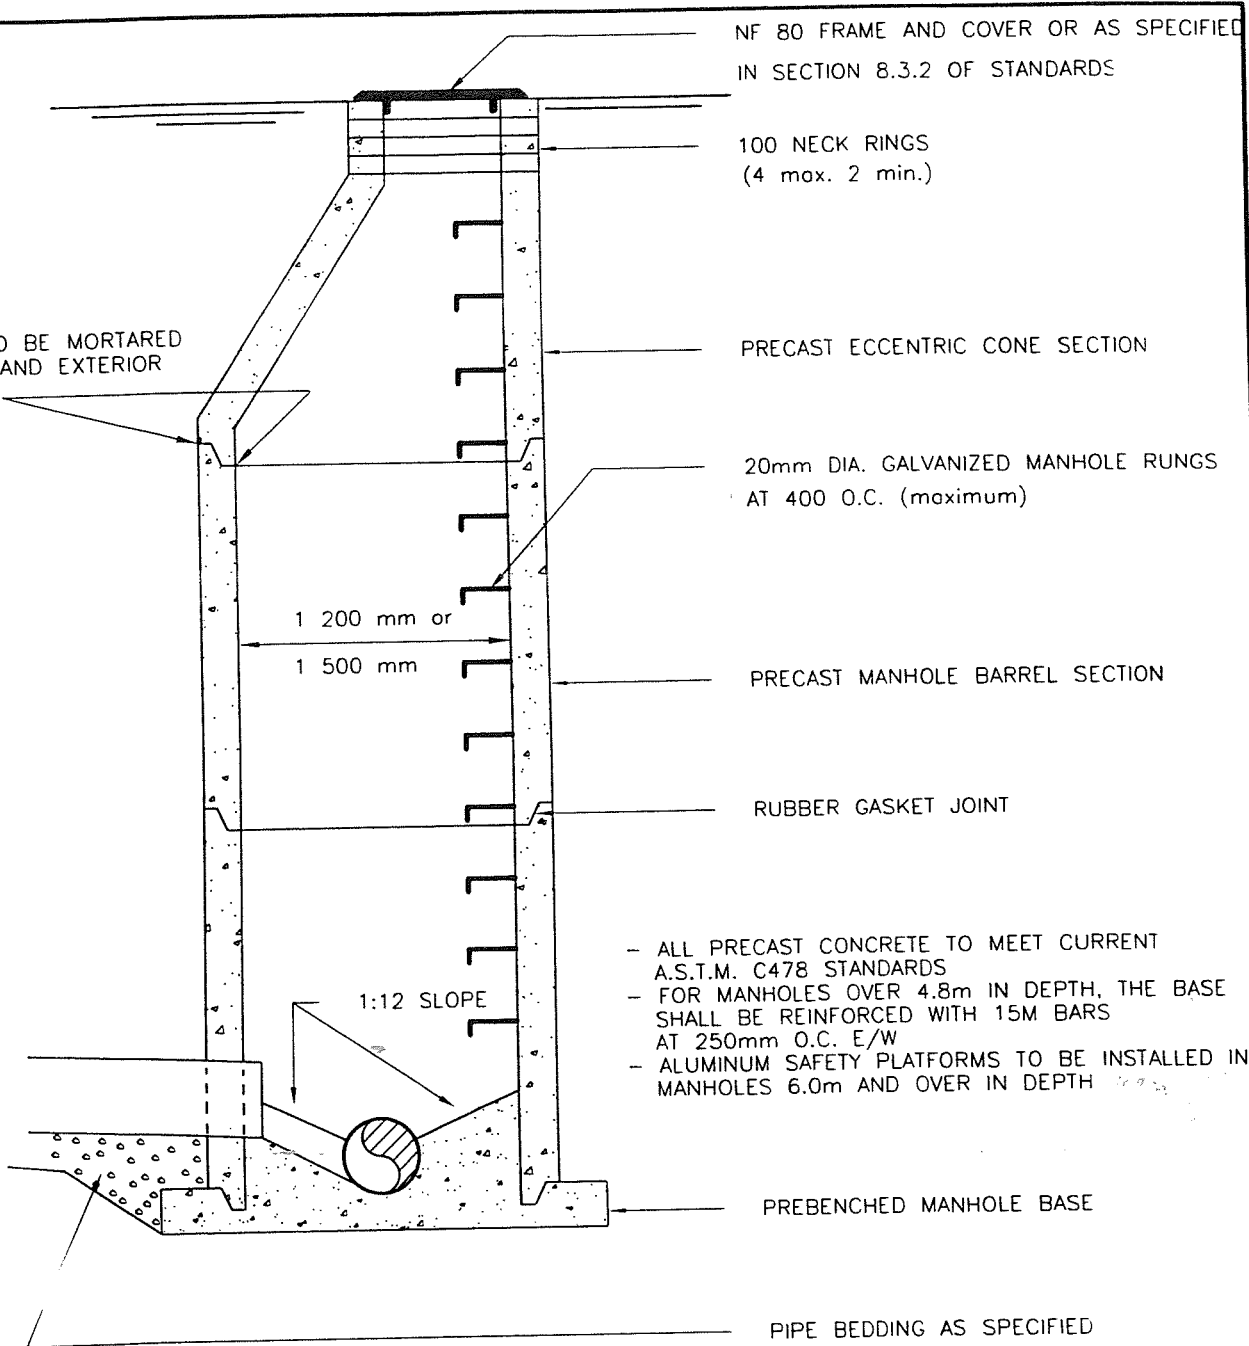 NF 80 FRAME AND COVER OR AS SPECIFIED
IN SECTION 8.3.2 OF STANDARDS
100 NECK RINGS
(4 max. 2 min.)
BE MORTARED
AND EXTERIOR
PRECAST ECCENTRIC CONE SECTION
20mm DIA. GALVANIZED MANHOLE RUNGS
AT 400 O.C. (maximum)
1 200 mm or
1 500 mm
PRECAST MANHOLE BARREL SECTION
RUBBER GASKET JOINT
- ALL PRECAST CONCRETE TO MEET CURRENT
A.S.T.M. C478 STANDARDS
- FOR MANHOLES OVER 4.8m IN DEPTH, THE BASE
SHALL BE REINFORCED WITH 15M BARS
AT 250mm O.C. E/W
- ALUMINUM SAFETY PLATFORMS TO BE INSTALLED IN
MANHOLES 6.0m AND OVER IN DEPTH
1:12 SLOPE
PREBENCHED MANHOLE BASE
PIPE BEDDING AS SPECIFIED